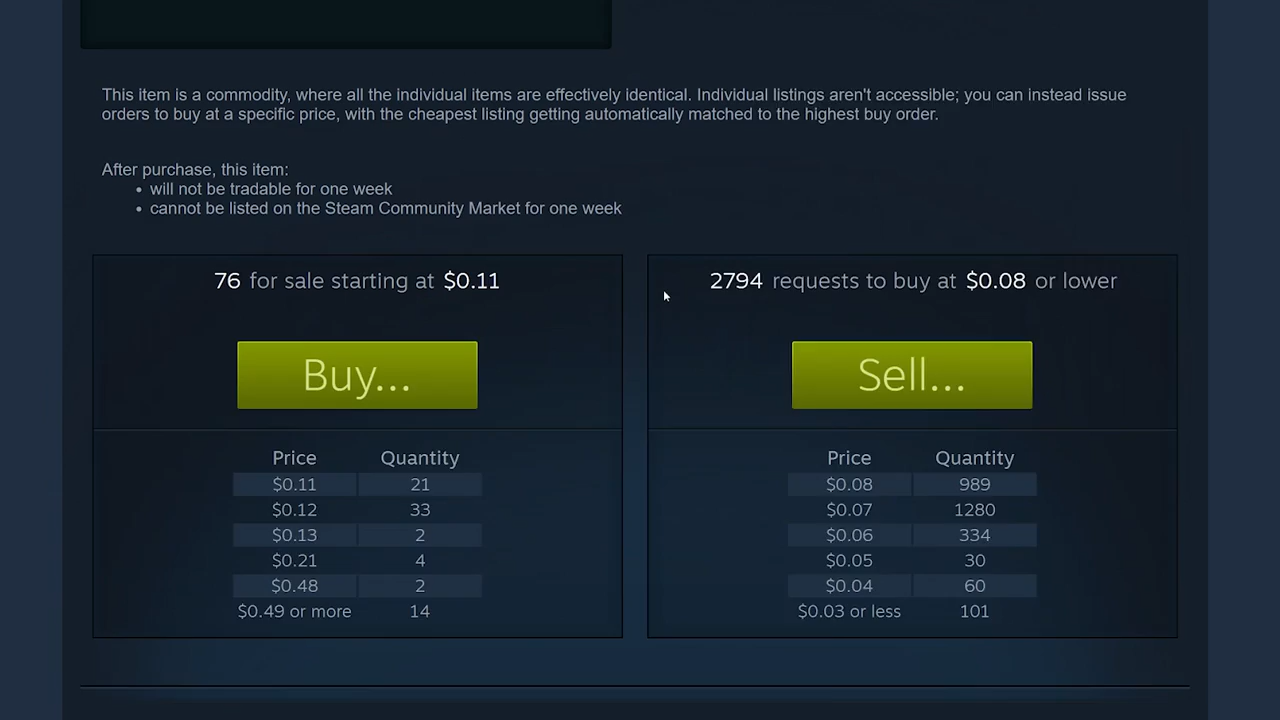 This item is a commodity, where all the individual items are effectively identical. Individual listings aren't accessible; you can instead issue
orders to buy at a specific price, with the cheapest listing getting automatically matched to the highest buy order.
After purchase, this item:
• will not be tradable for one week
• cannot be listed on the Steam Community Market for one week
76 for sale starting at $0.11
Buy...
Price Quantity
$0.11 21
$0.12 33
$0.13 2
$0.21 4
$0.48 2
$0.49 or more 14
2794 requests to buy at $0.08 or lower
Sell...
Price Quantity
$0.08 989
$0.07 1280
$0.06 334
$0.05 30
$0.04 60
$0.03 or less 101